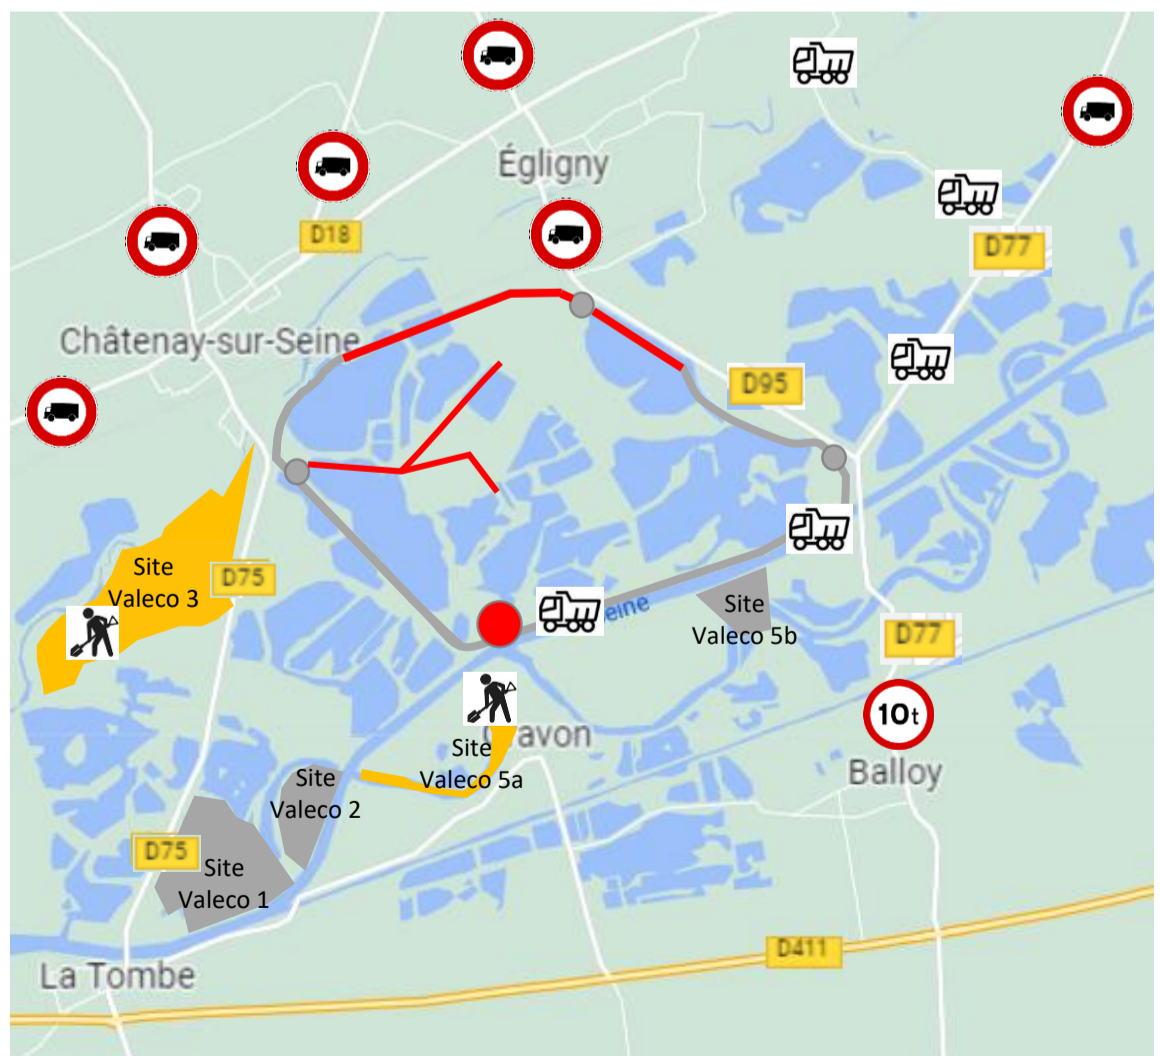 Égligny
D18
D77
Châtenay-sur-Seine
D95
Site
Valeco 3
D75
eine
Site
Valeco 5b
D77
10t
Site
Valeco 5a
avon
Balloy
Site
Valeco 2
D75
Site
Valeco 1
D411
La Tombe